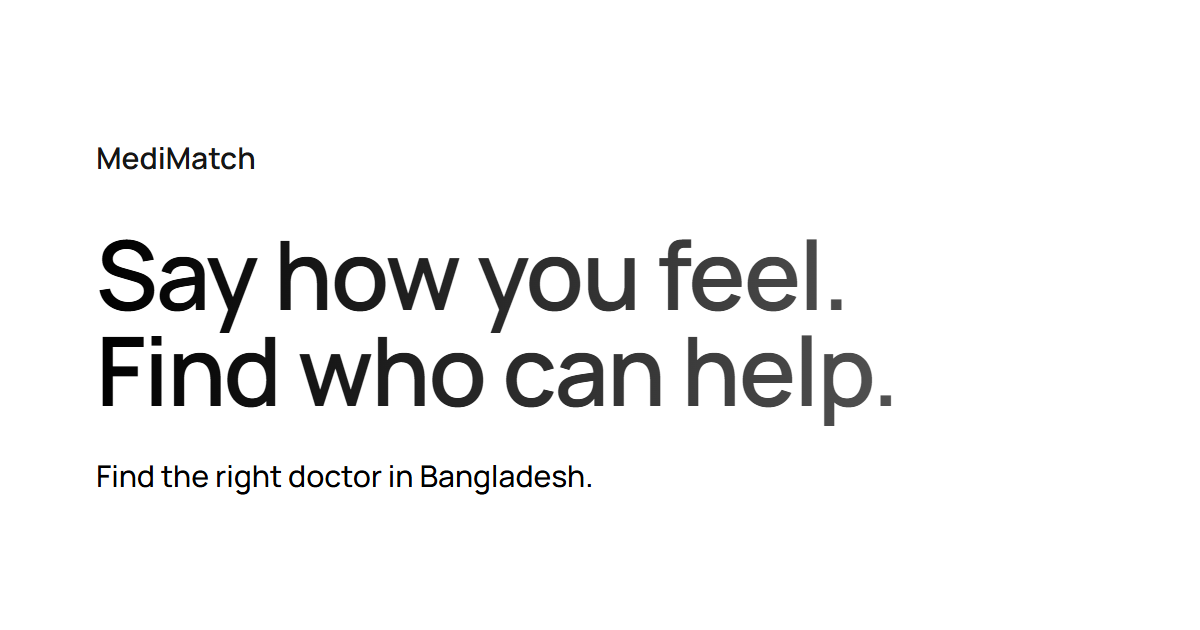 MediMatch
Say how you feel.
Find who can help.
Find the right doctor in Bangladesh.